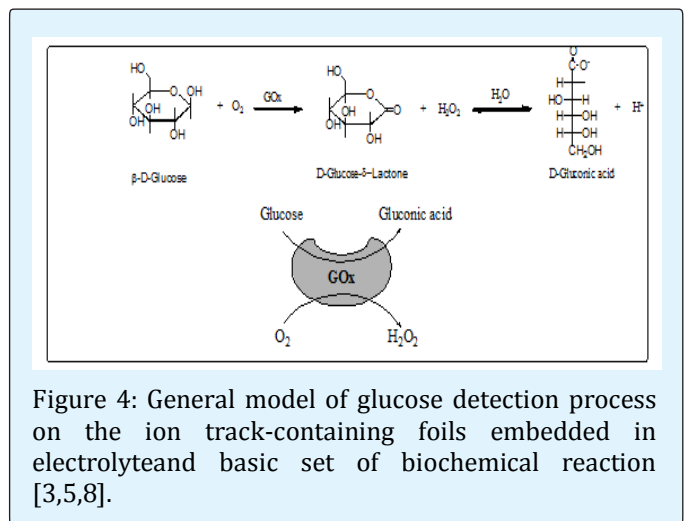 HO
O
OH
OH
OH
OH
β-D-Glucose
+ O₂
GOx
HO
O
OH
OH
OH
=O
D-Glucose-δ-Lactone
+ H₂O₂
H₂O
O
C-O⁻
H
HO H
H OH
H OH
CH₂OH
D-Gluconic acid
+ H⁺
Glucose
Gluconic acid
GOx
O₂
H₂O₂
Figure 4: General model of glucose detection process
on the ion track-containing foils embedded in
electrolyteand basic set of biochemical reaction
[3,5,8].